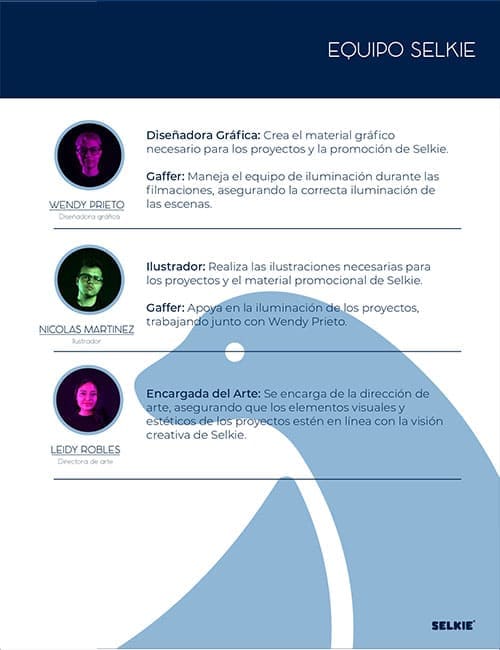 EQUIPO SELKIE
Diseñadora Gráfica: Crea el material gráfico
necesario para los proyectos y la promoción de Selkie.
Gaffer: Maneja el equipo de iluminación durante las
filmaciones, asegurando la correcta iluminación de
las escenas.
WENDY PRIETO
Diseñadora gráfica
Ilustrador: Realiza las ilustraciones necesarias para
los proyectos y el material promocional de Selkie.
Gaffer: Apoya en la iluminación de los proyectos,
trabajando junto con Wendy Prieto.
NICOLAS MARTINEZ
Ilustrador
Encargada del Arte: Se encarga de la dirección de
arte, asegurando que los elementos visuales y
estéticos de los proyectos estén en línea con la visión
creativa de Selkie.
LEIDY ROBLES
Directora de arte
SELKIE